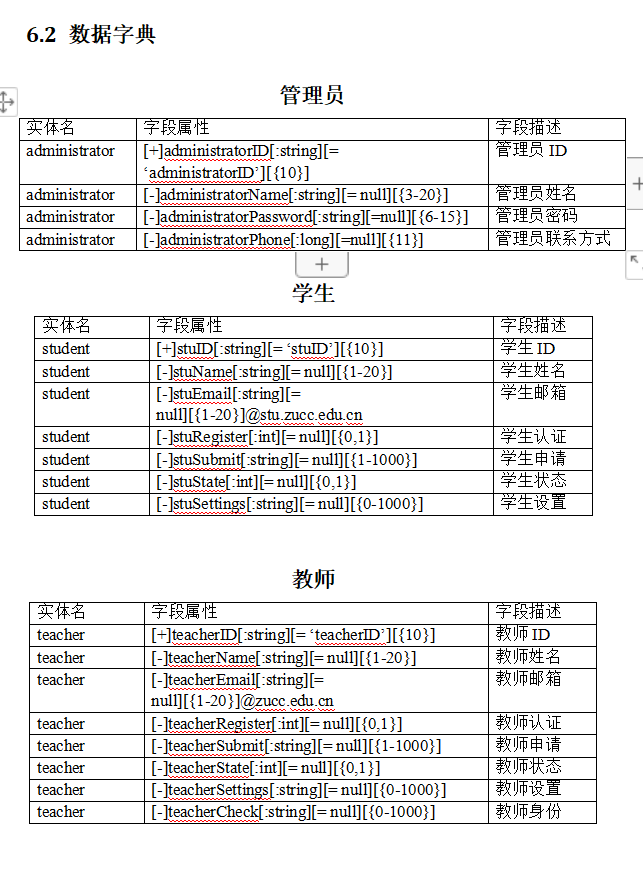 6.2 数据字典
管理员
实体名 字段属性 字段描述
administrator [+]administratorID[:string][= 管理员 ID
‘administratorID’][{10}]
administrator [-]administratorName[:string][= null][{3-20}] 管理员姓名
administrator [-]administratorPassword[:string][=null][{6-15}] 管理员密码
administrator [-]administratorPhone[:long][=null][{11}] 管理员联系方式
学生
实体名 字段属性 字段描述
student [+]stuID[:string][= ‘stuID’][{10}] 学生 ID
student [-]stuName[:string][= null][{1-20}] 学生姓名
student [-]stuEmail[:string][= 学生邮箱
null][{1-20}]@stu.zucc.edu.cn
student [-]stuRegister[:int][= null][{0,1}] 学生认证
student [-]stuSubmit[:string][= null][{1-1000}] 学生申请
student [-]stuState[:int][= null][{0,1}] 学生状态
student [-]stuSettings[:string][= null][{0-1000}] 学生设置
教师
实体名 字段属性 字段描述
teacher [+]teacherID[:string][= ‘teacherID’][{10}] 教师 ID
teacher [-]teacherName[:string][= null][{1-20}] 教师姓名
teacher [-]teacherEmail[:string][= 教师邮箱
null][{1-20}]@zucc.edu.cn
teacher [-]teacherRegister[:int][= null][{0,1}] 教师认证
teacher [-]teacherSubmit[:string][= null][{1-1000}] 教师申请
teacher [-]teacherState[:int][= null][{0,1}] 教师状态
teacher [-]teacherSettings[:string][= null][{0-1000}] 教师设置
teacher [-]teacherCheck[:string][= null][{0-1000}] 教师身份